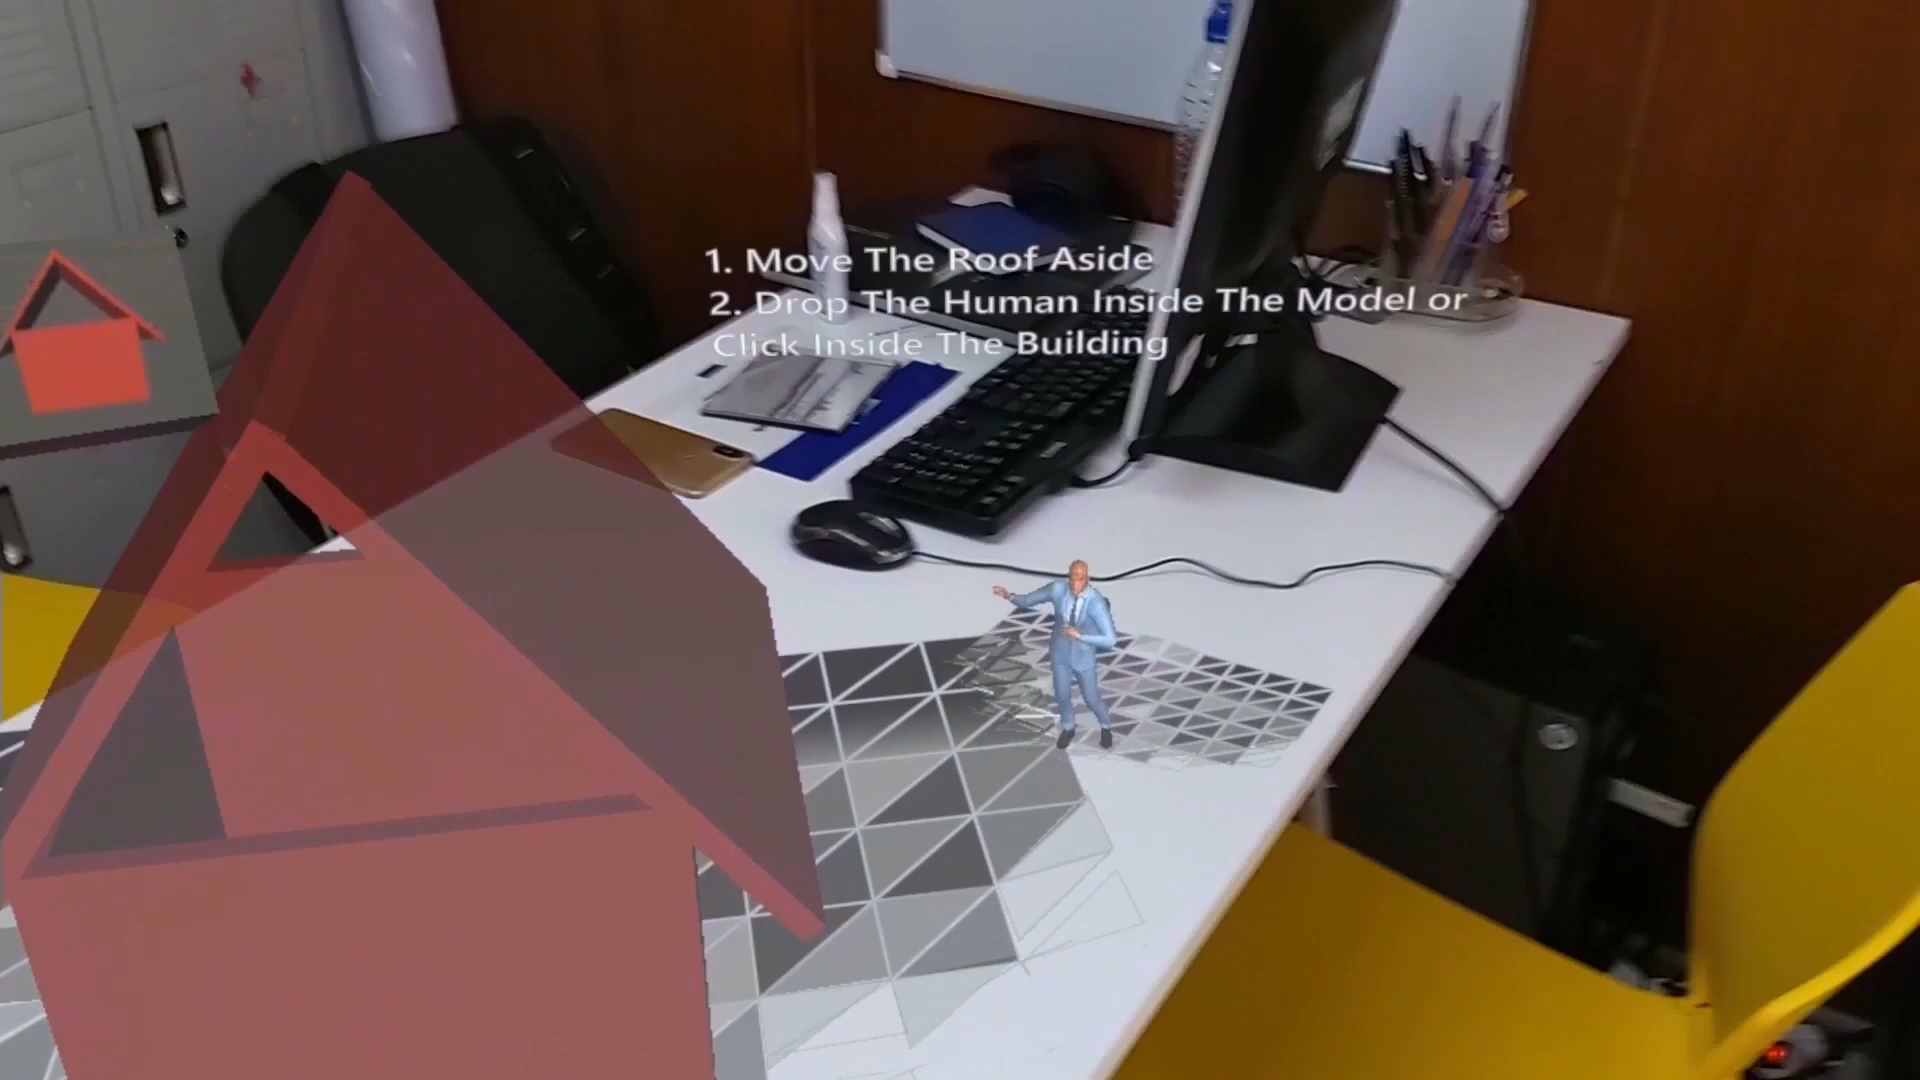 1. Move The Roof Aside
2. Drop The Human Inside The Model or
Click Inside The Building